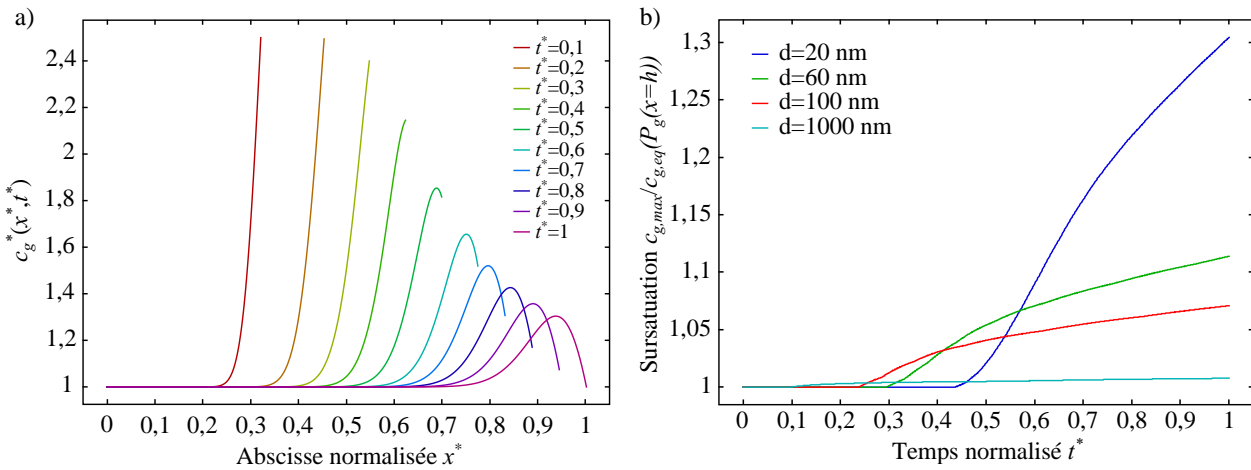 a)
2,4
2,2
2
1,8
1,6
1,4
1,2
1
c_g^*(x^*,t^*)
t^*=0,1
t^*=0,2
t^*=0,3
t^*=0,4
t^*=0,5
t^*=0,6
t^*=0,7
t^*=0,8
t^*=0,9
t^*=1
0 0,1 0,2 0,3 0,4 0,5 0,6 0,7 0,8 0,9 1
Abscisse normalisée x^*
b)
1,3
1,25
1,2
1,15
1,1
1,05
1
Sursatuation c_{g,max}/c_{g,eq}(P_g(x=h))
d=20 nm
d=60 nm
d=100 nm
d=1000 nm
0 0,1 0,2 0,3 0,4 0,5 0,6 0,7 0,8 0,9 1
Temps normalisé t^*